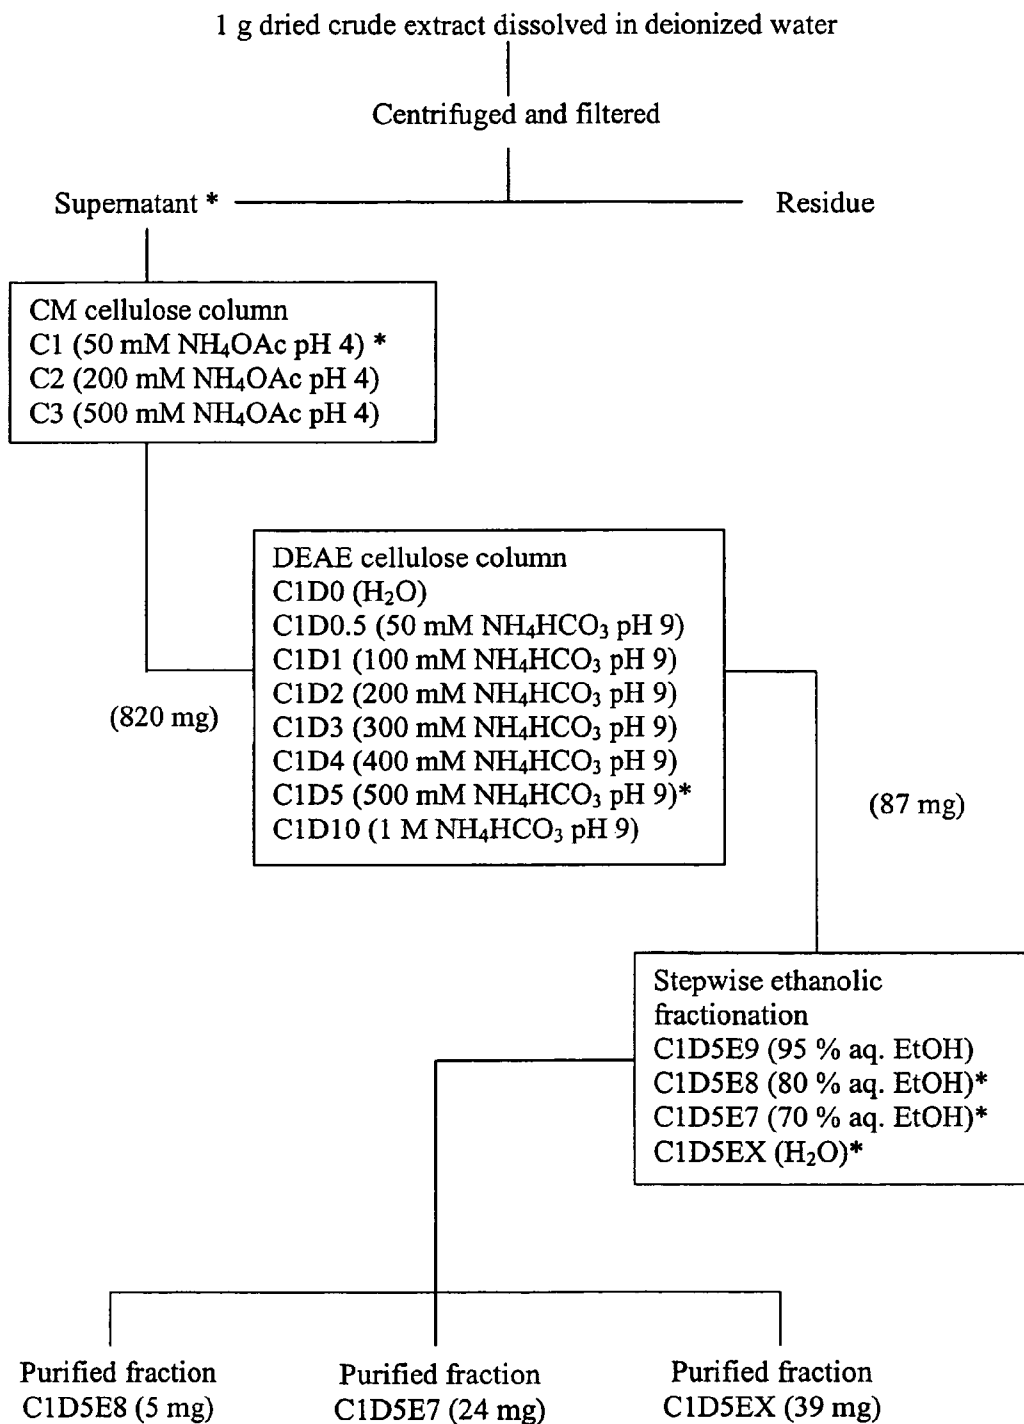 1 g dried crude extract dissolved in deionized water
Centrifuged and filtered
Supernatant *
Residue
CM cellulose column
C1 (50 mM NH₄OAc pH 4) *
C2 (200 mM NH₄OAc pH 4)
C3 (500 mM NH₄OAc pH 4)
DEAE cellulose column
C1D0 (H₂O)
C1D0.5 (50 mM NH₄HCO₃ pH 9)
C1D1 (100 mM NH₄HCO₃ pH 9)
C1D2 (200 mM NH₄HCO₃ pH 9)
C1D3 (300 mM NH₄HCO₃ pH 9)
C1D4 (400 mM NH₄HCO₃ pH 9)
C1D5 (500 mM NH₄HCO₃ pH 9)*
C1D10 (1 M NH₄HCO₃ pH 9)
(820 mg)
(87 mg)
Stepwise ethanolic
fractionation
C1D5E9 (95 % aq. EtOH)
C1D5E8 (80 % aq. EtOH)*
C1D5E7 (70 % aq. EtOH)*
C1D5EX (H₂O)*
Purified fraction
C1D5E8 (5 mg)
Purified fraction
C1D5E7 (24 mg)
Purified fraction
C1D5EX (39 mg)